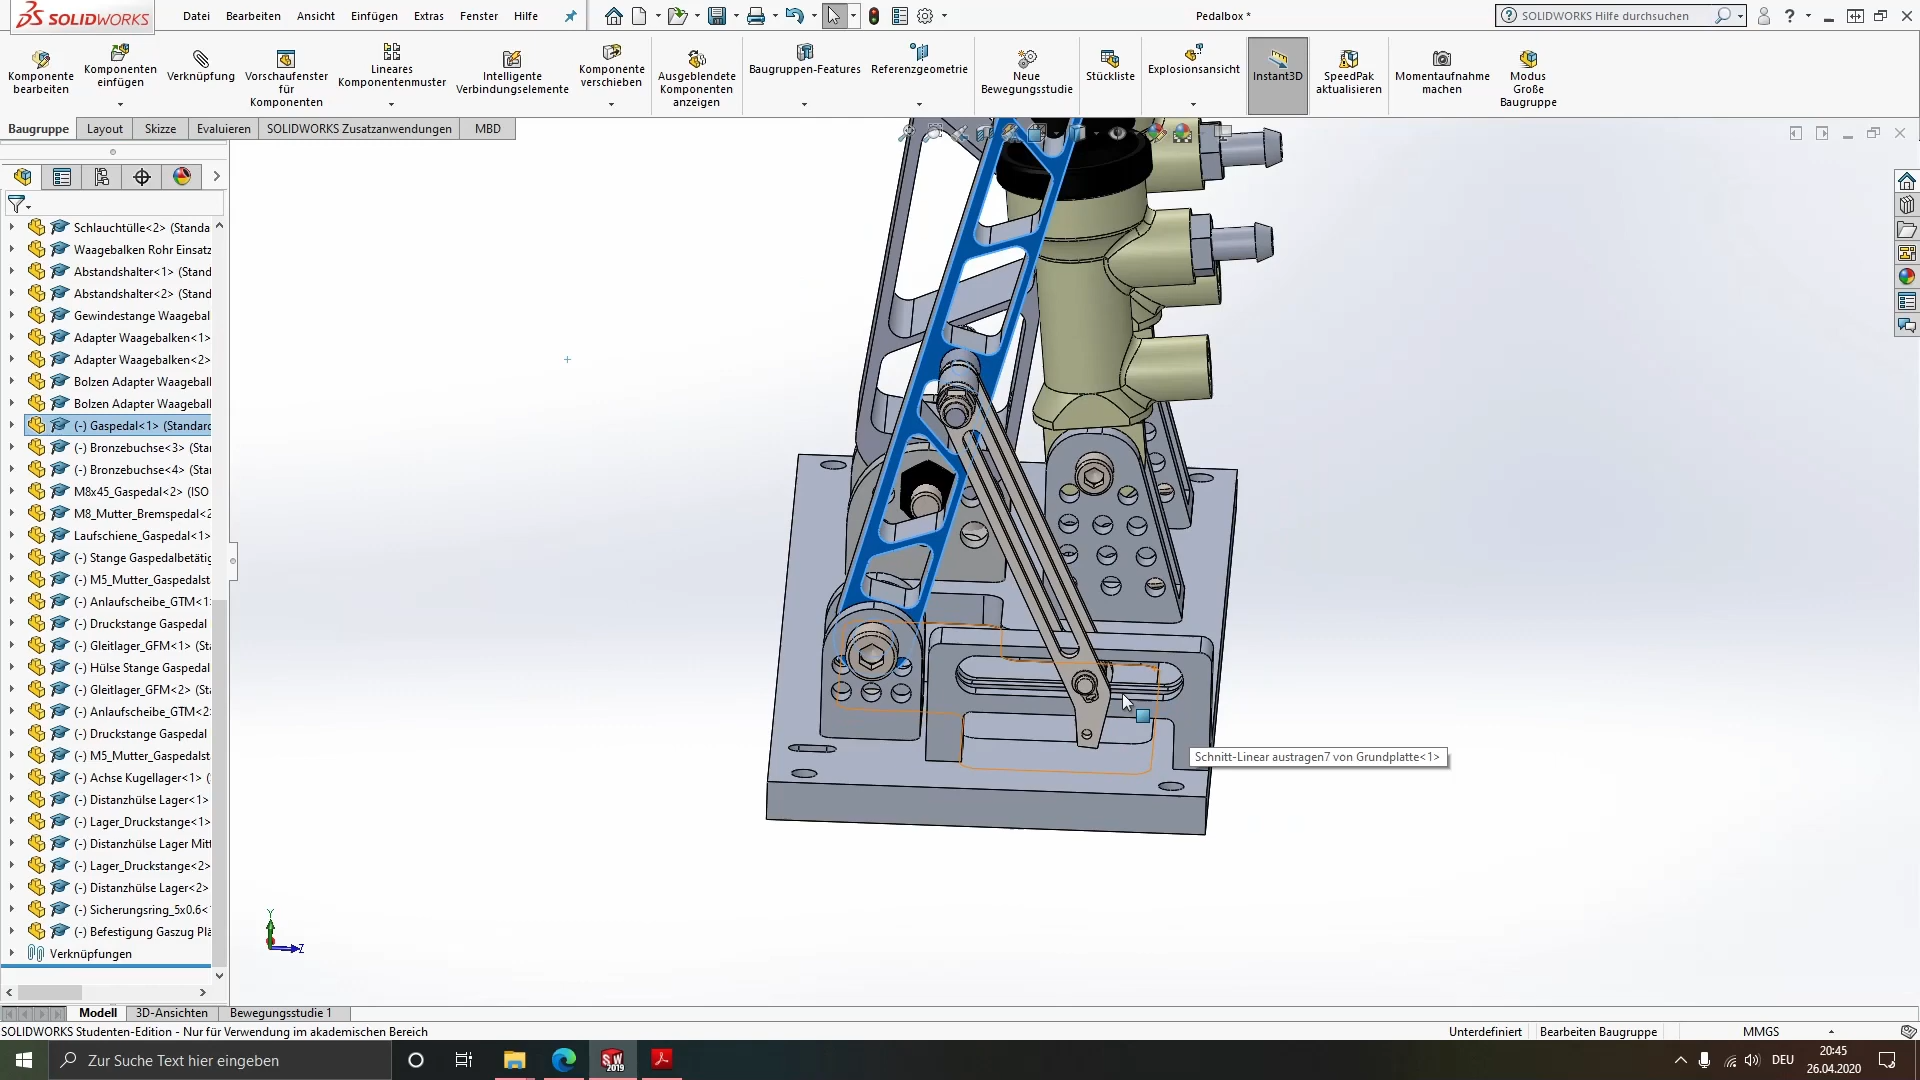 SOLIDWORKS
Datei Bearbeiten Ansicht Einfügen Extras Fenster Hilfe
Pedalbox *
SOLIDWORKS Hilfe durchsuchen
Komponente bearbeiten
Komponenten einfügen
Verknüpfung
Vorschaufenster für Komponenten
Lineares Komponentenmuster
Intelligente Verbindungselemente
Komponente verschieben
Ausgeblendete Komponenten anzeigen
Baugruppen-Features
Referenzgeometrie
Neue Bewegungsstudie
Stückliste
Explosionsansicht
Instant3D
SpeedPak aktualisieren
Momentaufnahme machen
Modus Große Baugruppe
Baugruppe Layout Skizze Evaluieren SOLIDWORKS Zusatzanwendungen MBD
Schlauchtülle<2> (Standa
Waagebalken Rohr Einsatz
Abstandshalter<1> (Stand
Abstandshalter<2> (Stand
Gewindestange Waagebal
Adapter Waagebalken<1>
Adapter Waagebalken<2>
Bolzen Adapter Waageball
Bolzen Adapter Waageball
(-) Gaspedal<1> (Standard
(-) Bronzebuchse<3> (Star
(-) Bronzebuchse<4> (Star
M8x45_Gaspedal<2> (ISO
M8_Mutter_Bremspedal<2
Laufschiene_Gaspedal<1>
(-) Stange Gaspedalbetätig
(-) M5_Mutter_Gaspedalst
(-) Anlaufscheibe_GTM<1
(-) Druckstange Gaspedal
(-) Gleitlager_GFM<1> (Sta
(-) Hülse Stange Gaspedal
(-) Gleitlager_GFM<2> (Sta
(-) Anlaufscheibe_GTM<2
(-) Druckstange Gaspedal
(-) M5_Mutter_Gaspedalst
(-) Achse Kugellager<1> (
(-) Distanzhülse Lager<1>
(-) Lager_Druckstange<1>
(-) Distanzhülse Lager Mitt
(-) Lager_Druckstange<2>
(-) Distanzhülse Lager<2>
(-) Sicherungsring_5x0.6<
(-) Befestigung Gaszug Pla
Verknüpfungen
Schnitt-Linear austragen7 von Grundplatte<1>
Y
Z
Modell 3D-Ansichten Bewegungsstudie 1
SOLIDWORKS Studenten-Edition - Nur für Verwendung im akademischen Bereich
Unterdefiniert Bearbeiten Baugruppe MMGS
Zur Suche Text hier eingeben
SW 2019
DEU
20:45
26.04.2020